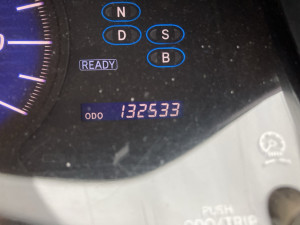 N
D S
B
READY
ODO 132533
PUSH
ODO/TRIP